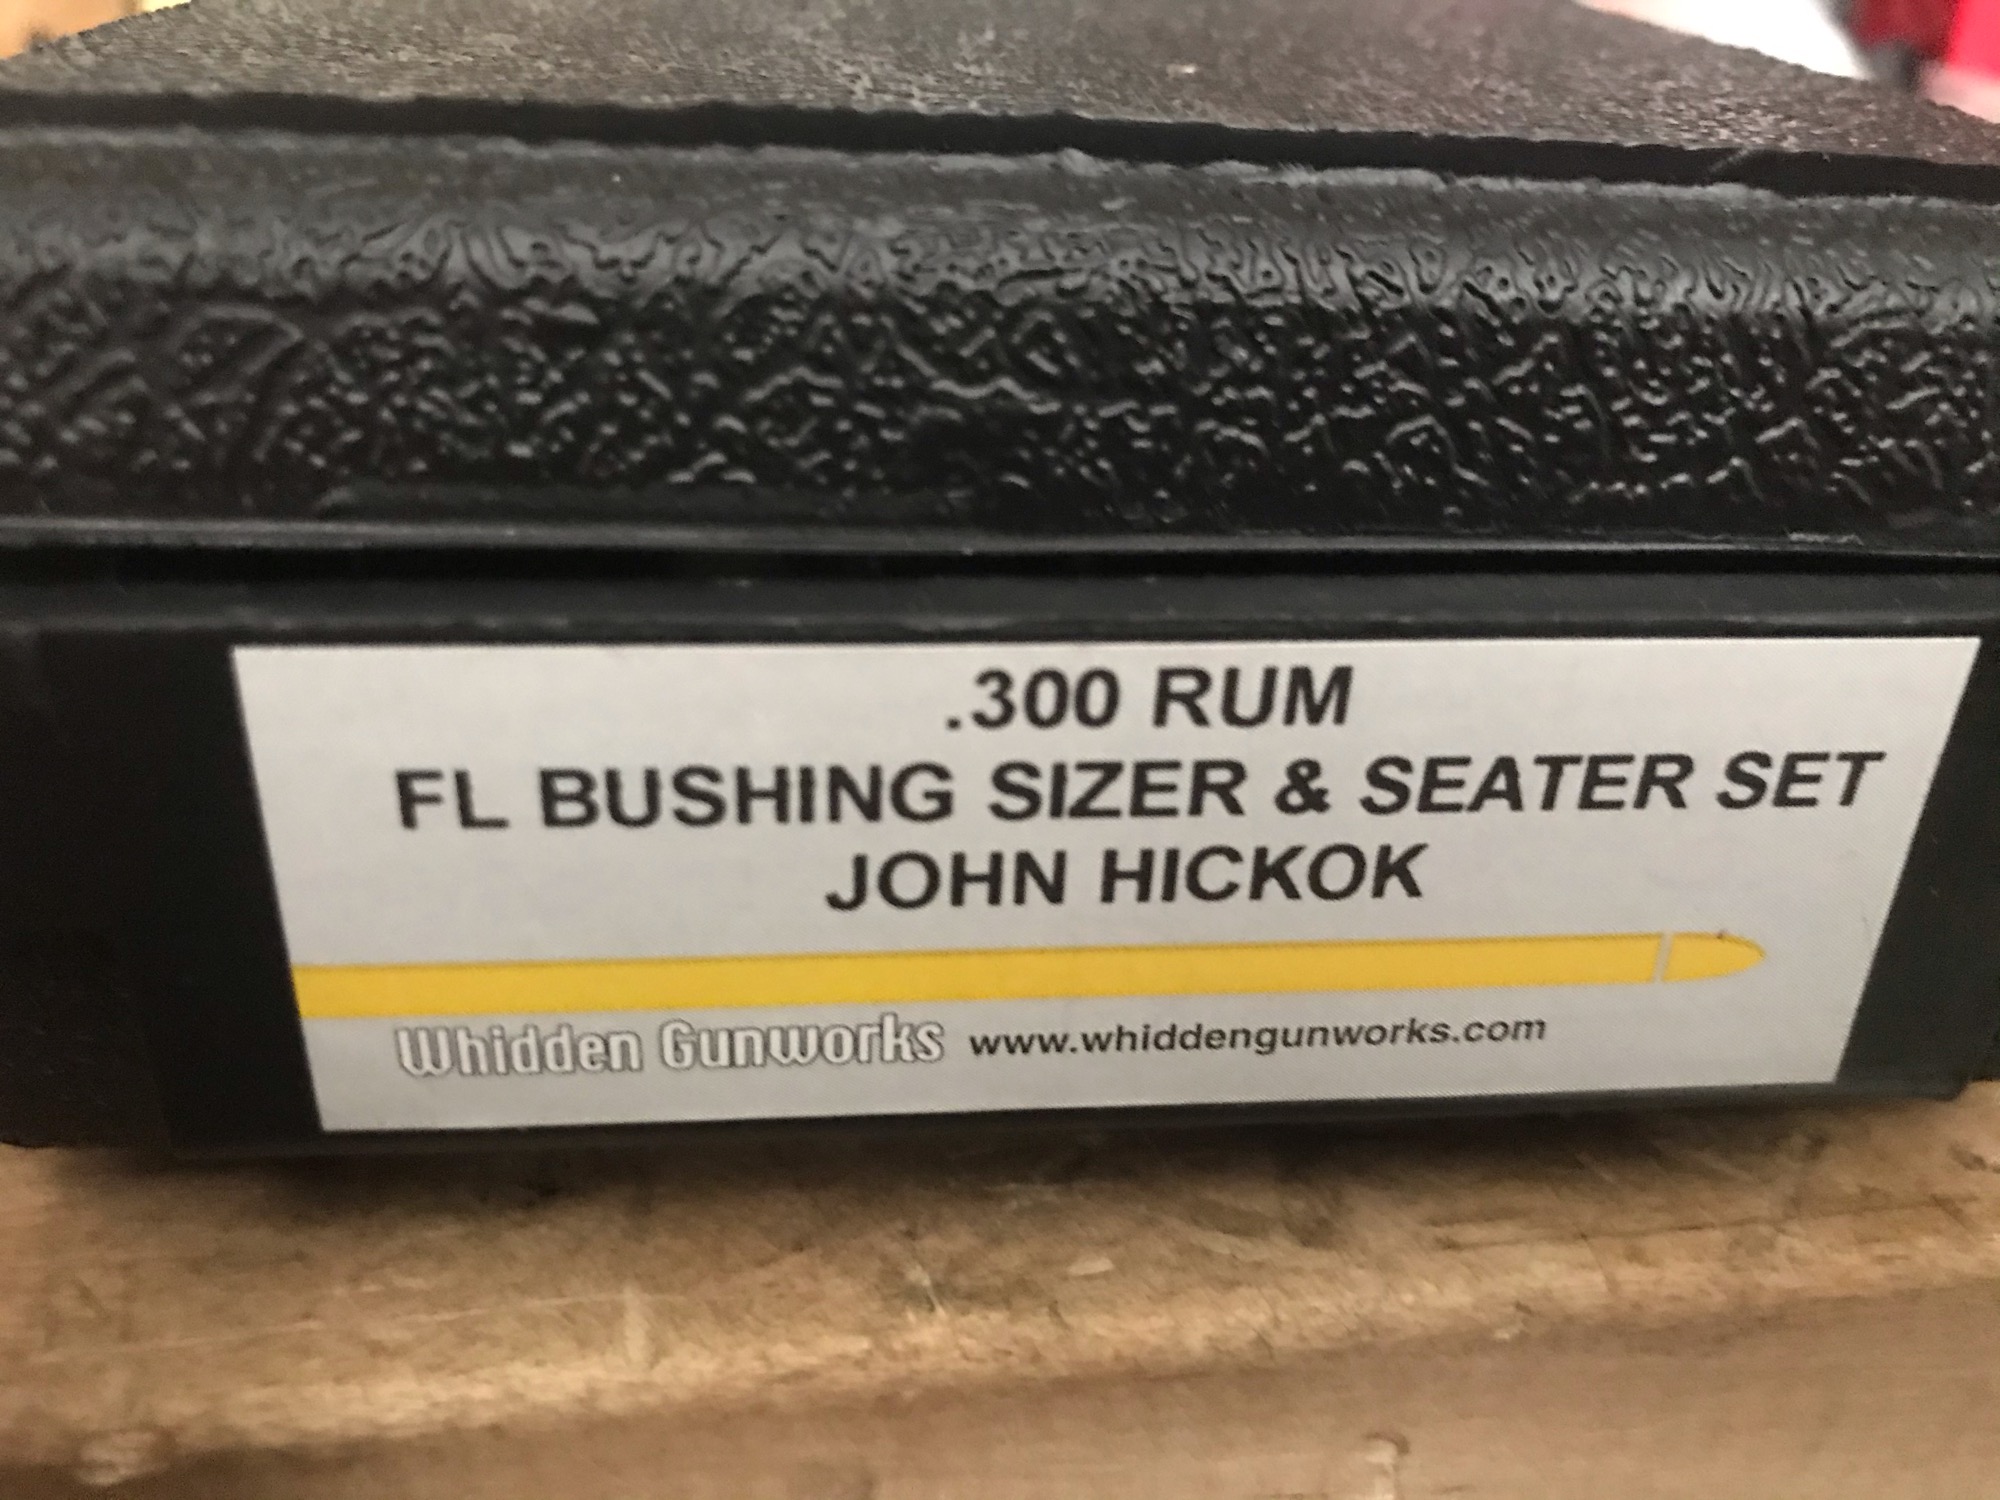 .300 RUM
FL BUSHING SIZER & SEATER SET
JOHN HICKOK
Whidden Gunworks www.whiddengunworks.com